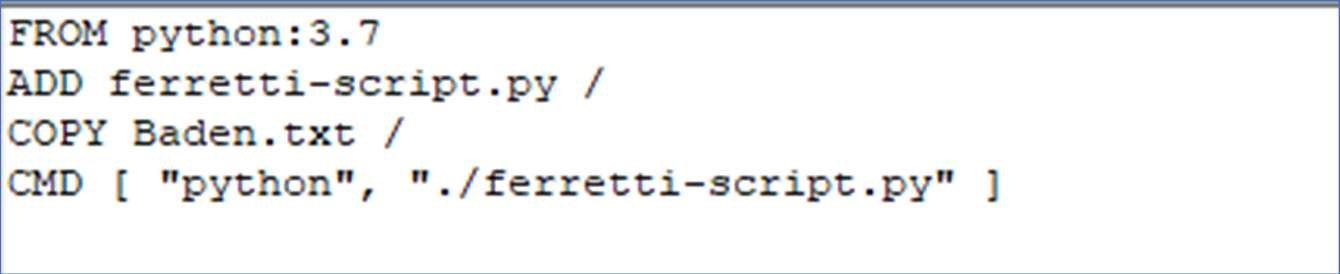 FROM python:3.7
ADD ferretti-script.py /
COPY Baden.txt /
CMD [ "python", "./ferretti-script.py" ]